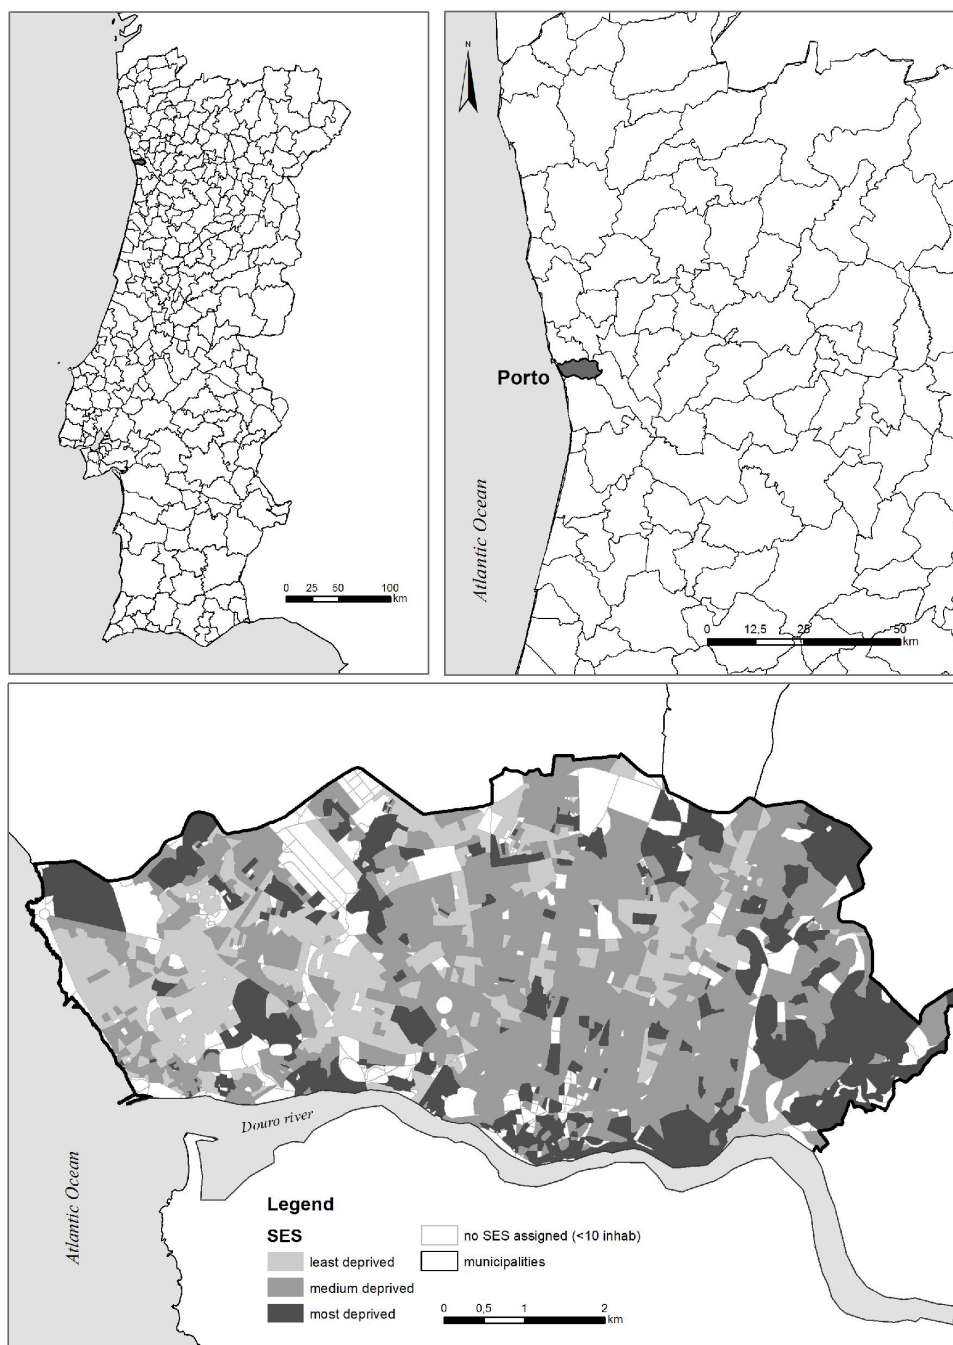 0 25 50 100
km
N
Porto
Atlantic Ocean
0 12,5 25 50
km
Douro river
Atlantic Ocean
Legend
SES
least deprived
medium deprived
most deprived
no SES assigned (<10 inhab)
municipalities
0 0,5 1 2
km